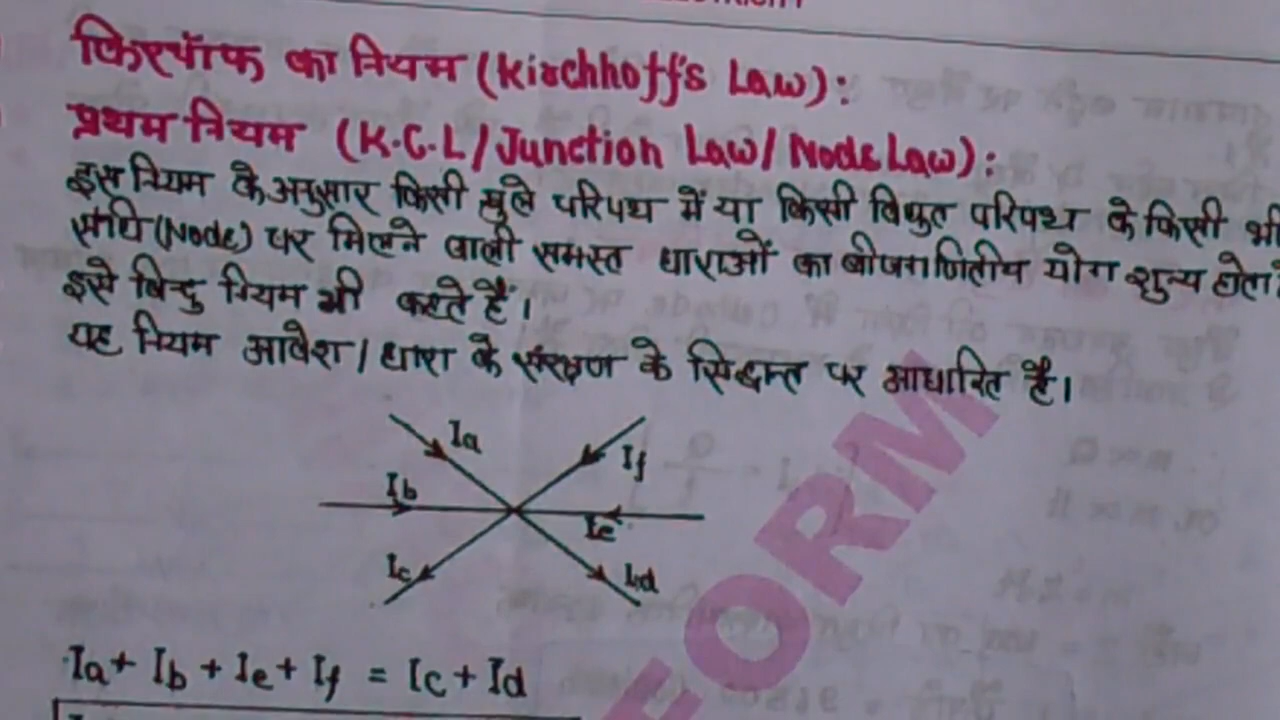 किरचॉफ का नियम (Kirchhoff's Law):
प्रथम नियम (K.C.L/Junction Law/Node Law):
इस नियम के अनुसार किसी खुले परिपथ में या किसी विधुत परिपथ के किसी भी
संधि (Node) पर मिलने वाली समस्त धाराओं का बीजगणितीय योग शुन्य होता
इसे बिन्दु नियम भी कहते हैं।
यह नियम आवेश/धारा के संरक्षण के सिद्धान्त पर आधारित है।
Ia
If
Ib
Ie
Ic
Id
FORM
Ia + Ib + Ie + If = Ic + Id